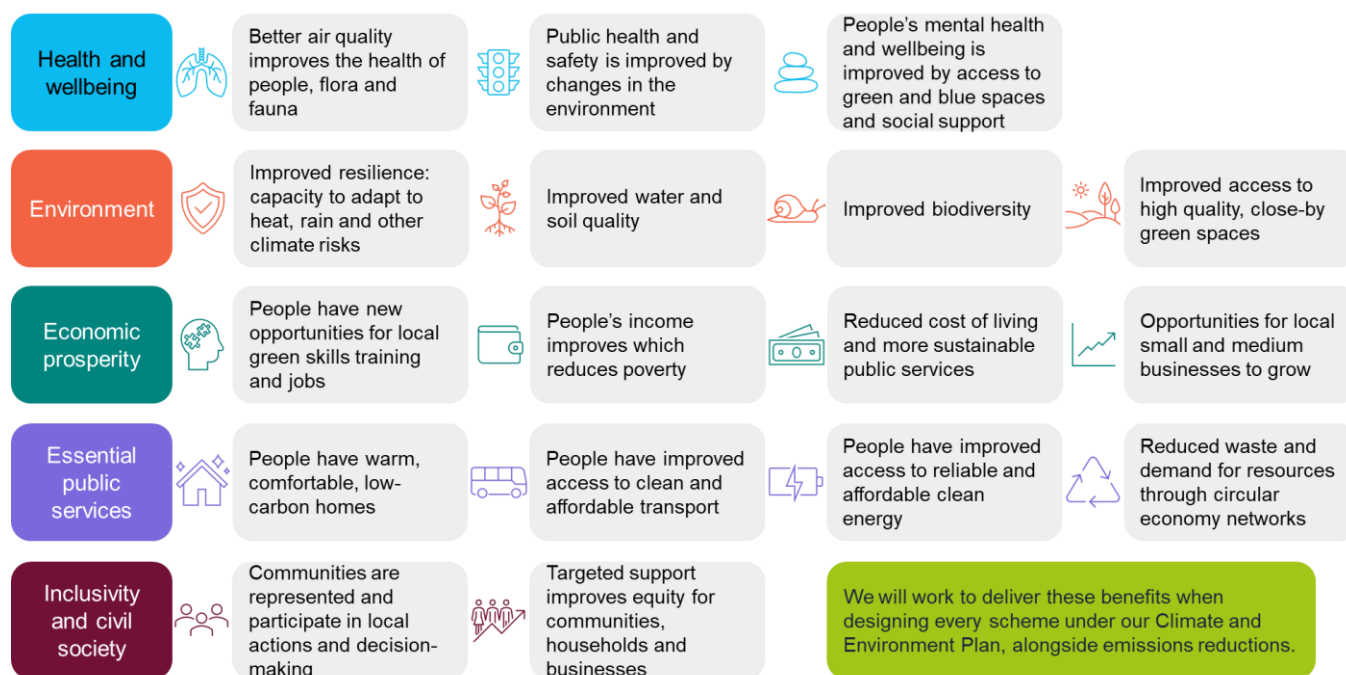 Health and
wellbeing
Better air quality
improves the health of
people, flora and
fauna
Public health and
safety is improved by
changes in the
environment
People’s mental health
and wellbeing is
improved by access to
green and blue spaces
and social support
Environment
Improved resilience:
capacity to adapt to
heat, rain and other
climate risks
Improved water and
soil quality
Improved biodiversity
Improved access to
high quality, close-by
green spaces
Economic
prosperity
People have new
opportunities for local
green skills training
and jobs
People’s income
improves which
reduces poverty
Reduced cost of living
and more sustainable
public services
Opportunities for local
small and medium
businesses to grow
Essential
public
services
People have warm,
comfortable, low-
carbon homes
People have improved
access to clean and
affordable transport
People have improved
access to reliable and
affordable clean
energy
Reduced waste and
demand for resources
through circular
economy networks
Inclusivity
and civil
society
Communities are
represented and
participate in local
actions and decision-
making
Targeted support
improves equity for
communities,
households and
businesses
We will work to deliver these benefits when
designing every scheme under our Climate and
Environment Plan, alongside emissions reductions.